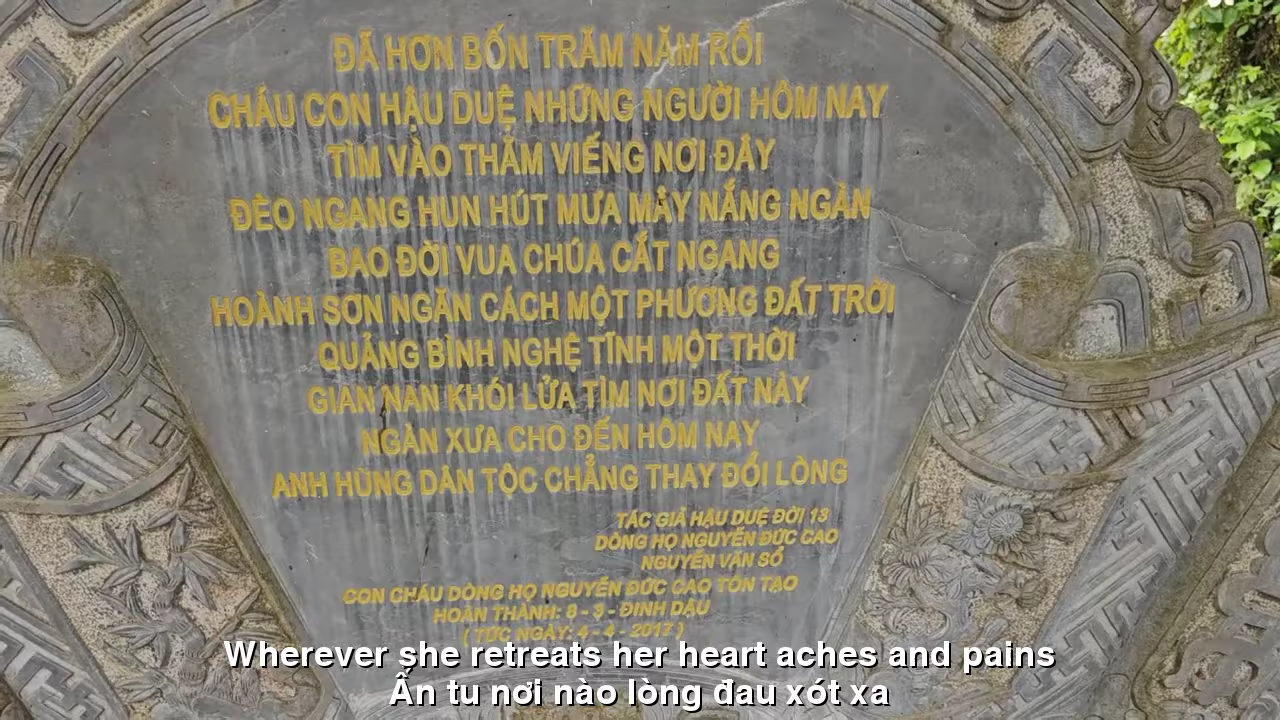 ĐÃ HƠN BỐN TRĂM NĂM RỒI
CHÁU CON HẬU DUỆ NHỮNG NGƯỜI HÔM NAY
TÌM VÀO THĂM VIẾNG NƠI ĐÂY
ĐÈO NGANG HUN HÚT MƯA MÂY NẮNG NGÀN
BAO ĐỜI VUA CHÚA CẮT NGANG
HOÀNH SƠN NGĂN CÁCH MỘT PHƯƠNG ĐẤT TRỜI
QUẢNG BÌNH NGHỆ TĨNH MỘT THỜI
GIAN NAN KHÓI LỬA TÌM NƠI ĐẤT NÀY
NGÀN XƯA CHO ĐẾN HÔM NAY
ANH HÙNG DÂN TỘC CHẲNG THAY ĐỔI LÒNG
TÁC GIẢ HẬU DUỆ ĐỜI 13
DÒNG HỌ NGUYỄN ĐỨC CAO
NGUYỄN VĂN SỔ
CON CHÁU DÒNG HỌ NGUYỄN ĐỨC CAO TÔN TẠO
HOÀN THÀNH: 8 - 3 - ĐINH DẬU
( TỨC NGÀY: 4 - 4 - 2017 )
Wherever she retreats her heart aches and pains
Ẩn tu nơi nào lòng đau xót xa